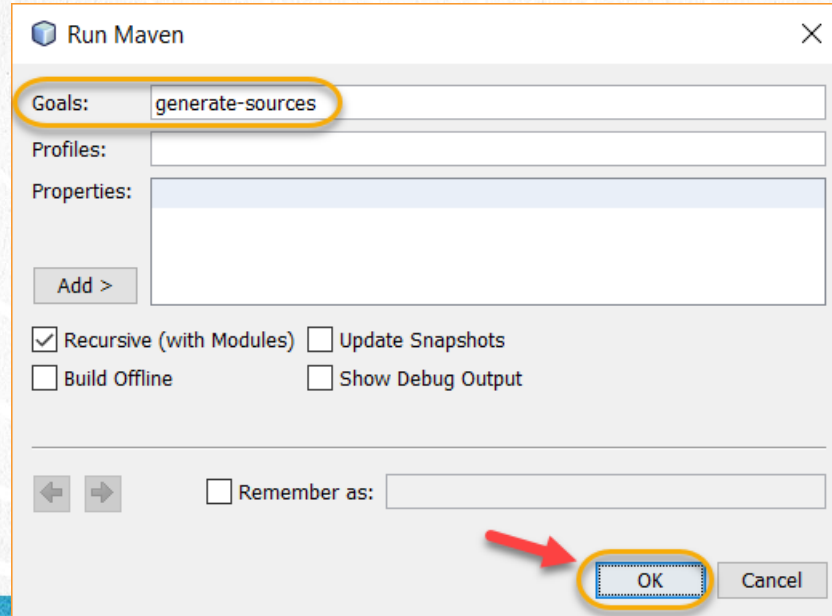 Run Maven
Goals: generate-sources
Profiles:
Properties:
Add >
Recursive (with Modules) Update Snapshots
Build Offline Show Debug Output
Remember as:
OK Cancel